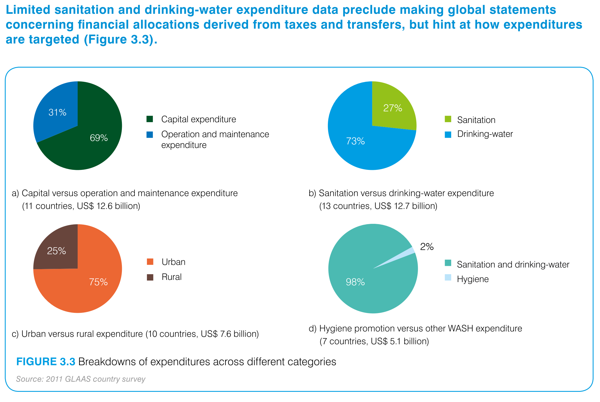 Limited sanitation and drinking-water expenditure data preclude making global statements
concerning financial allocations derived from taxes and transfers, but hint at how expenditures
are targeted (Figure 3.3).
31%
69%
Capital expenditure
Operation and maintenance
expenditure
a) Capital versus operation and maintenance expenditure
(11 countries, US$ 12.6 billion)
27%
73%
Sanitation
Drinking-water
b) Sanitation versus drinking-water expenditure
(13 countries, US$ 12.7 billion)
25%
75%
Urban
Rural
c) Urban versus rural expenditure (10 countries, US$ 7.6 billion)
2%
98%
Sanitation and drinking-water
Hygiene
d) Hygiene promotion versus other WASH expenditure
(7 countries, US$ 5.1 billion)
FIGURE 3.3 Breakdowns of expenditures across different categories
Source: 2011 GLAAS country survey